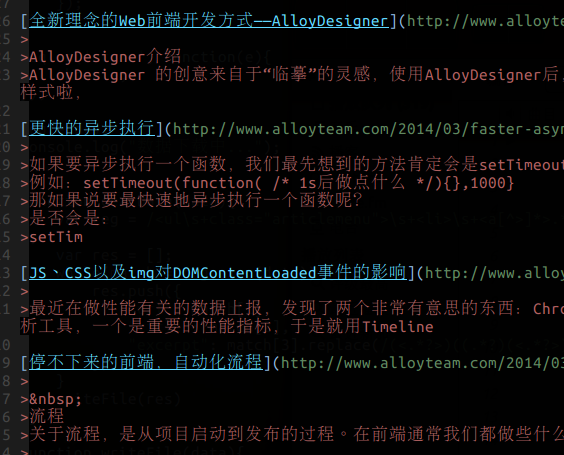 [全新理念的Web前端开发方式——AlloyDesigner](http://www.alloyte
>
>AlloyDesigner介绍
>AlloyDesigner 的创意来自于“临摹”的灵感，使用AlloyDesigner后，
样式啦，
[更快的异步执行](http://www.alloyteam.com/2014/03/faster-asyn
>
>如果要异步执行一个函数，我们最先想到的方法肯定会是setTimeout
>例如：setTimeout(function( /* 1s后做点什么 */){},1000}
>那如果说要最快速地异步执行一个函数呢？
>是否会是：
>setTim
[JS、CSS以及img对DOMContentLoaded事件的影响](http://www.alloy
>
>最近在做性能有关的数据上报，发现了两个非常有意思的东西：Chro
析工具，一个是重要的性能指标，于是就用Timeline
[停不下来的前端，自动化流程](http://www.alloyteam.com/2014/03
>
>&nbsp;
>流程
>关于流程，是从项目启动到发布的过程。在前端通常我们都做些什么